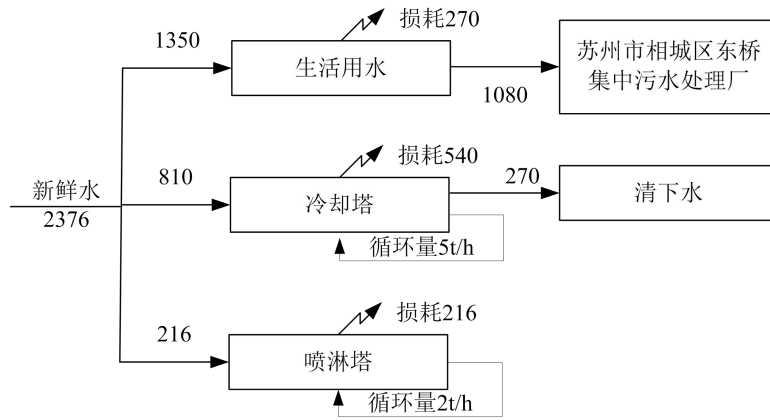 损耗270
1350
生活用水
1080
苏州市相城区东桥
集中污水处理厂
损耗540
810
冷却塔
270
清下水
新鲜水
2376
循环量5t/h
损耗216
216
喷淋塔
循环量2t/h